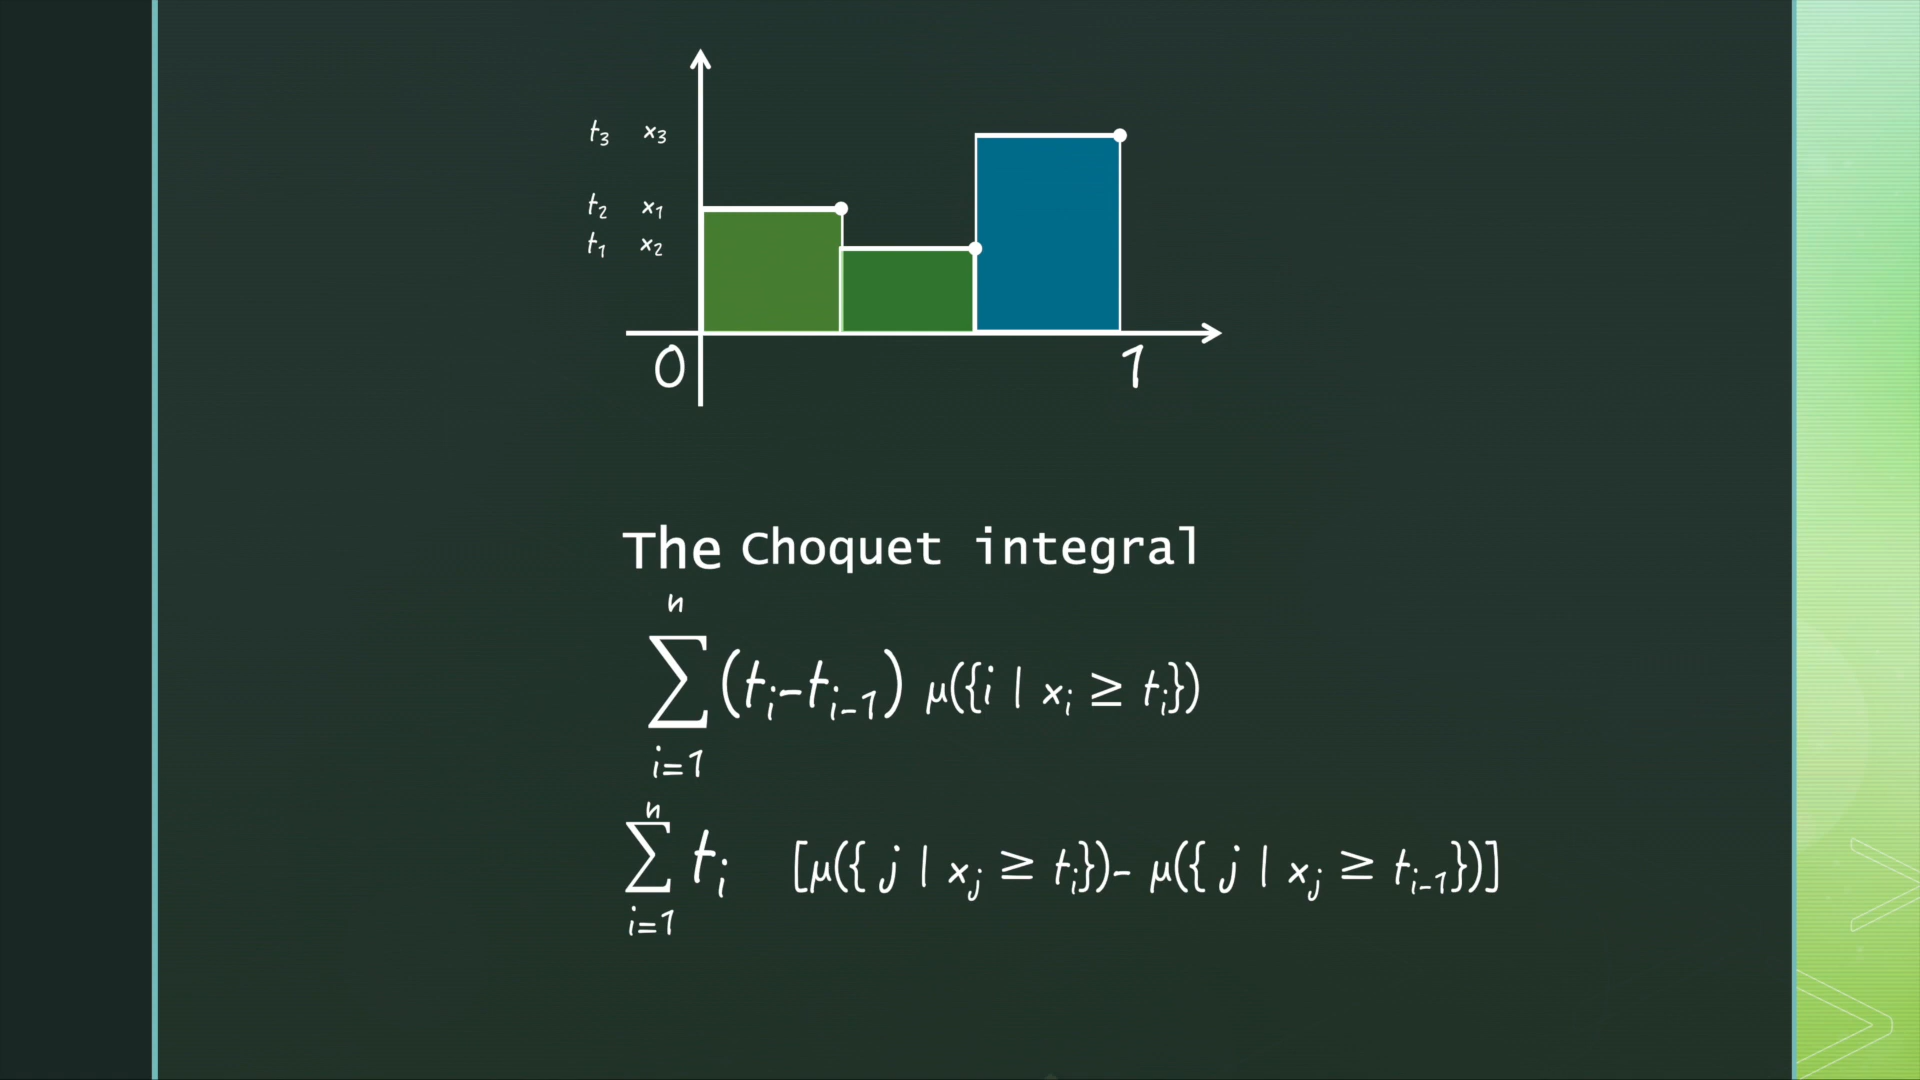 t₃ x₃
t₂ x₁
t₁ x₂
0 1
The Choquet integral
n
∑(tᵢ-tᵢ₋₁) μ({i | xᵢ ≥ tᵢ})
i=1
n
∑ tᵢ [μ({ j | xⱼ ≥ tᵢ})- μ({ j | xⱼ ≥ tᵢ₋₁})]
i=1